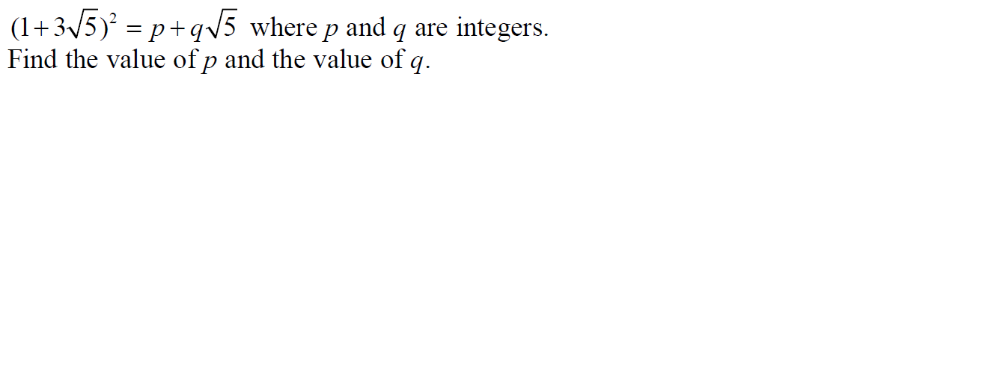 (1+3√5)² = p+q√5 where p and q are integers.
Find the value of p and the value of q.